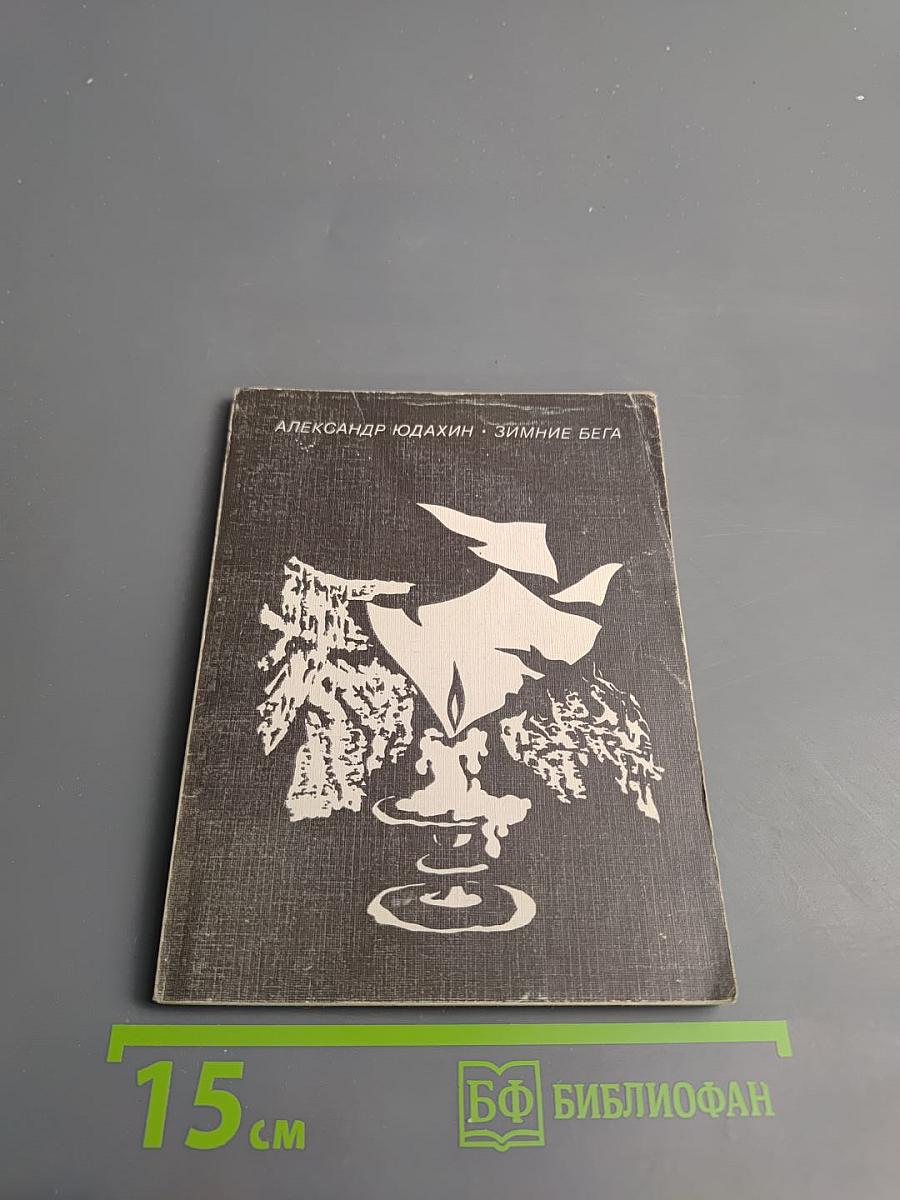 АЛЕКСАНДР ЮДАХИН · ЗИМНИЕ БЕГА
15 см
БФ БИБЛИОФАН